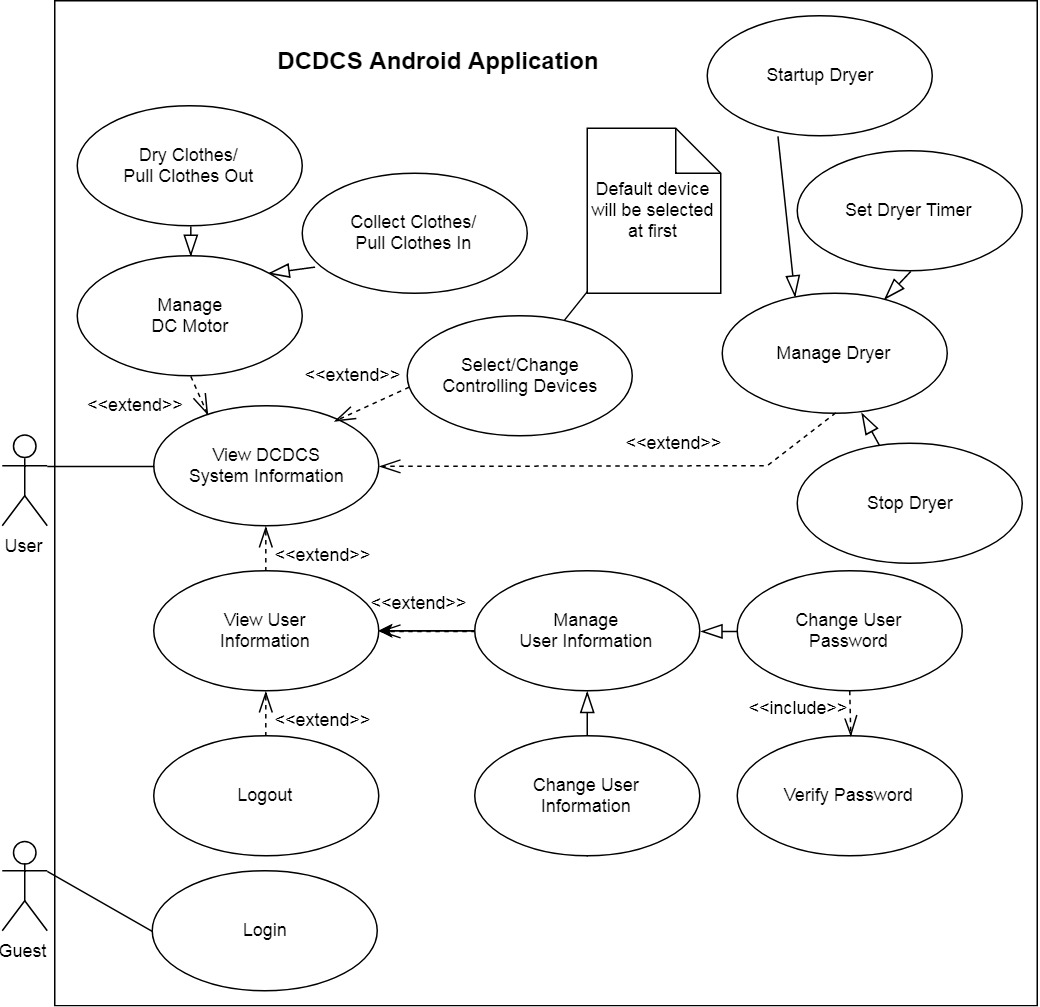 DCDCS Android Application
Startup Dryer
Dry Clothes/
Pull Clothes Out
Collect Clothes/
Pull Clothes In
Default device
will be selected
at first
Set Dryer Timer
Manage
DC Motor
Select/Change
Controlling Devices
Manage Dryer
<<extend>>
<<extend>>
<<extend>>
View DCDCS
System Information
Stop Dryer
User
<<extend>>
View User
Information
<<extend>>
Manage
User Information
Change User
Password
<<extend>>
<<include>>
Logout
Change User
Information
Verify Password
Login
Guest